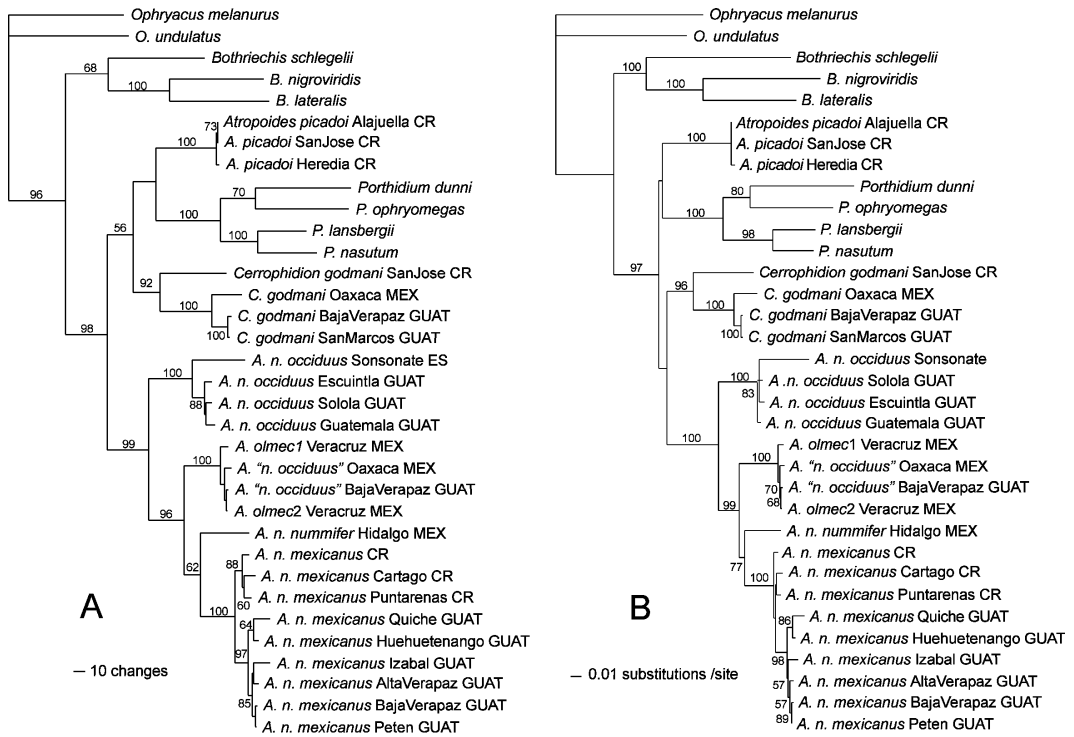 Ophryacus melanurus
O. undulatus
68
Bothriechis schlegelii
100
B. nigroviridis
B. lateralis
73
Atropoides picadoi Alajuella CR
100
A. picadoi SanJose CR
A. picadoi Heredia CR
96
70
Porthidium dunni
100
P. ophryomegas
56
100
P. lansbergii
P. nasutum
92
Cerrophidion godmani SanJose CR
100
C. godmani Oaxaca MEX
C. godmani BajaVerapaz GUAT
98
100
C. godmani SanMarcos GUAT
A. n. occiduus Sonsonate ES
100
A. n. occiduus Escuintla GUAT
88
A. n. occiduus Solola GUAT
A. n. occiduus Guatemala GUAT
99
A. olmec1 Veracruz MEX
100
A. "n. occiduus" Oaxaca MEX
A. "n. occiduus" BajaVerapaz GUAT
96
A. olmec2 Veracruz MEX
A. n. nummifer Hidalgo MEX
62
88
A. n. mexicanus CR
A. n. mexicanus Cartago CR
60
A. n. mexicanus Puntarenas CR
100
64
A. n. mexicanus Quiche GUAT
A. n. mexicanus Huehuetenango GUAT
97
A. n. mexicanus Izabal GUAT
A. n. mexicanus AltaVerapaz GUAT
85
A. n. mexicanus BajaVerapaz GUAT
A. n. mexicanus Peten GUAT
A
10 changes
Ophryacus melanurus
O. undulatus
100
Bothriechis schlegelii
100
B. nigroviridis
B. lateralis
100
Atropoides picadoi Alajuella CR
A. picadoi SanJose CR
A. picadoi Heredia CR
80
Porthidium dunni
100
P. ophryomegas
98
P. lansbergii
P. nasutum
97
96
Cerrophidion godmani SanJose CR
100
C. godmani Oaxaca MEX
C. godmani BajaVerapaz GUAT
100
C. godmani SanMarcos GUAT
A. n. occiduus Sonsonate
100
A .n. occiduus Solola GUAT
83
A. n. occiduus Escuintla GUAT
A. n. occiduus Guatemala GUAT
100
A. olmec1 Veracruz MEX
100
A. "n. occiduus" Oaxaca MEX
70
A. "n. occiduus" BajaVerapaz GUAT
68
A. olmec2 Veracruz MEX
99
A. n. nummifer Hidalgo MEX
77
A. n. mexicanus CR
100
A. n. mexicanus Cartago CR
A. n. mexicanus Puntarenas CR
86
A. n. mexicanus Quiche GUAT
A. n. mexicanus Huehuetenango GUAT
98
A. n. mexicanus Izabal GUAT
57
A. n. mexicanus AltaVerapaz GUAT
57
A. n. mexicanus BajaVerapaz GUAT
89
A. n. mexicanus Peten GUAT
B
0.01 substitutions /site